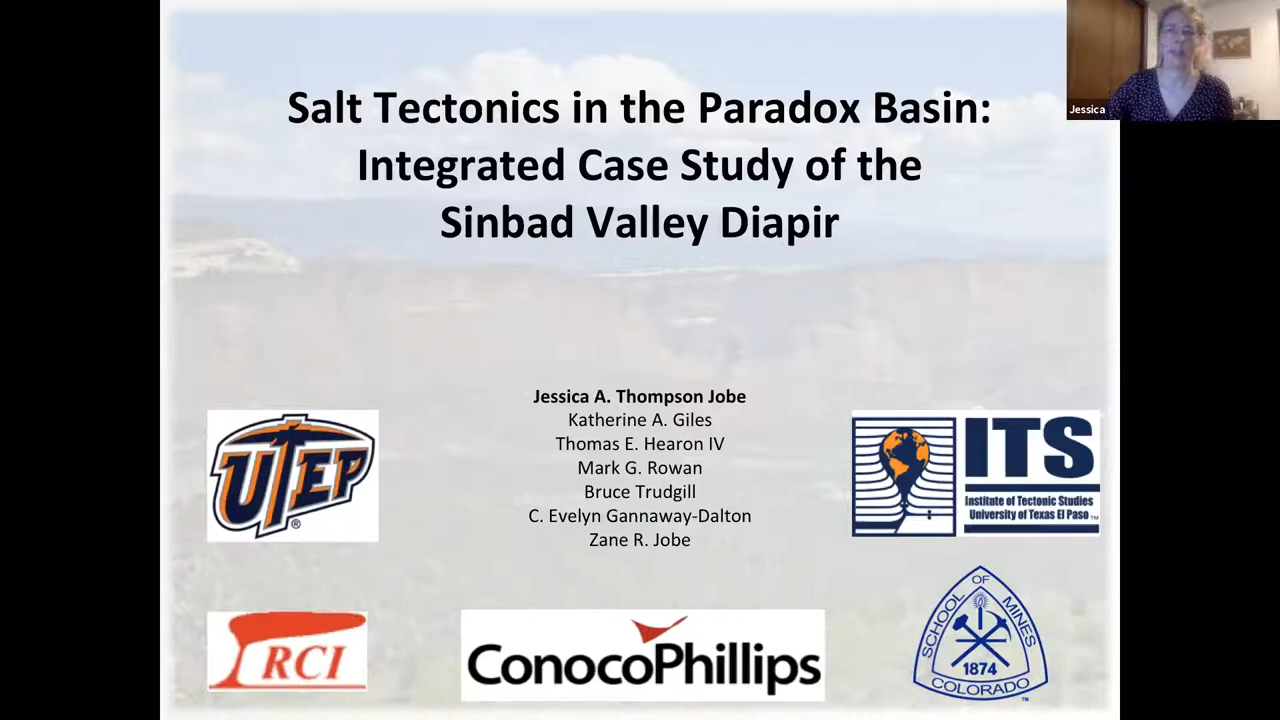 Salt Tectonics in the Paradox Basin:
Integrated Case Study of the
Sinbad Valley Diapir
Jessica
Jessica A. Thompson Jobe
Katherine A. Giles
Thomas E. Hearon IV
Mark G. Rowan
Bruce Trudgill
C. Evelyn Gannaway-Dalton
Zane R. Jobe
UTEP
®
ITS
Institute of Tectonic Studies
University of Texas El Paso ™
RCI
ConocoPhillips
SCHOOL OF MINES
1874
COLORADO
™